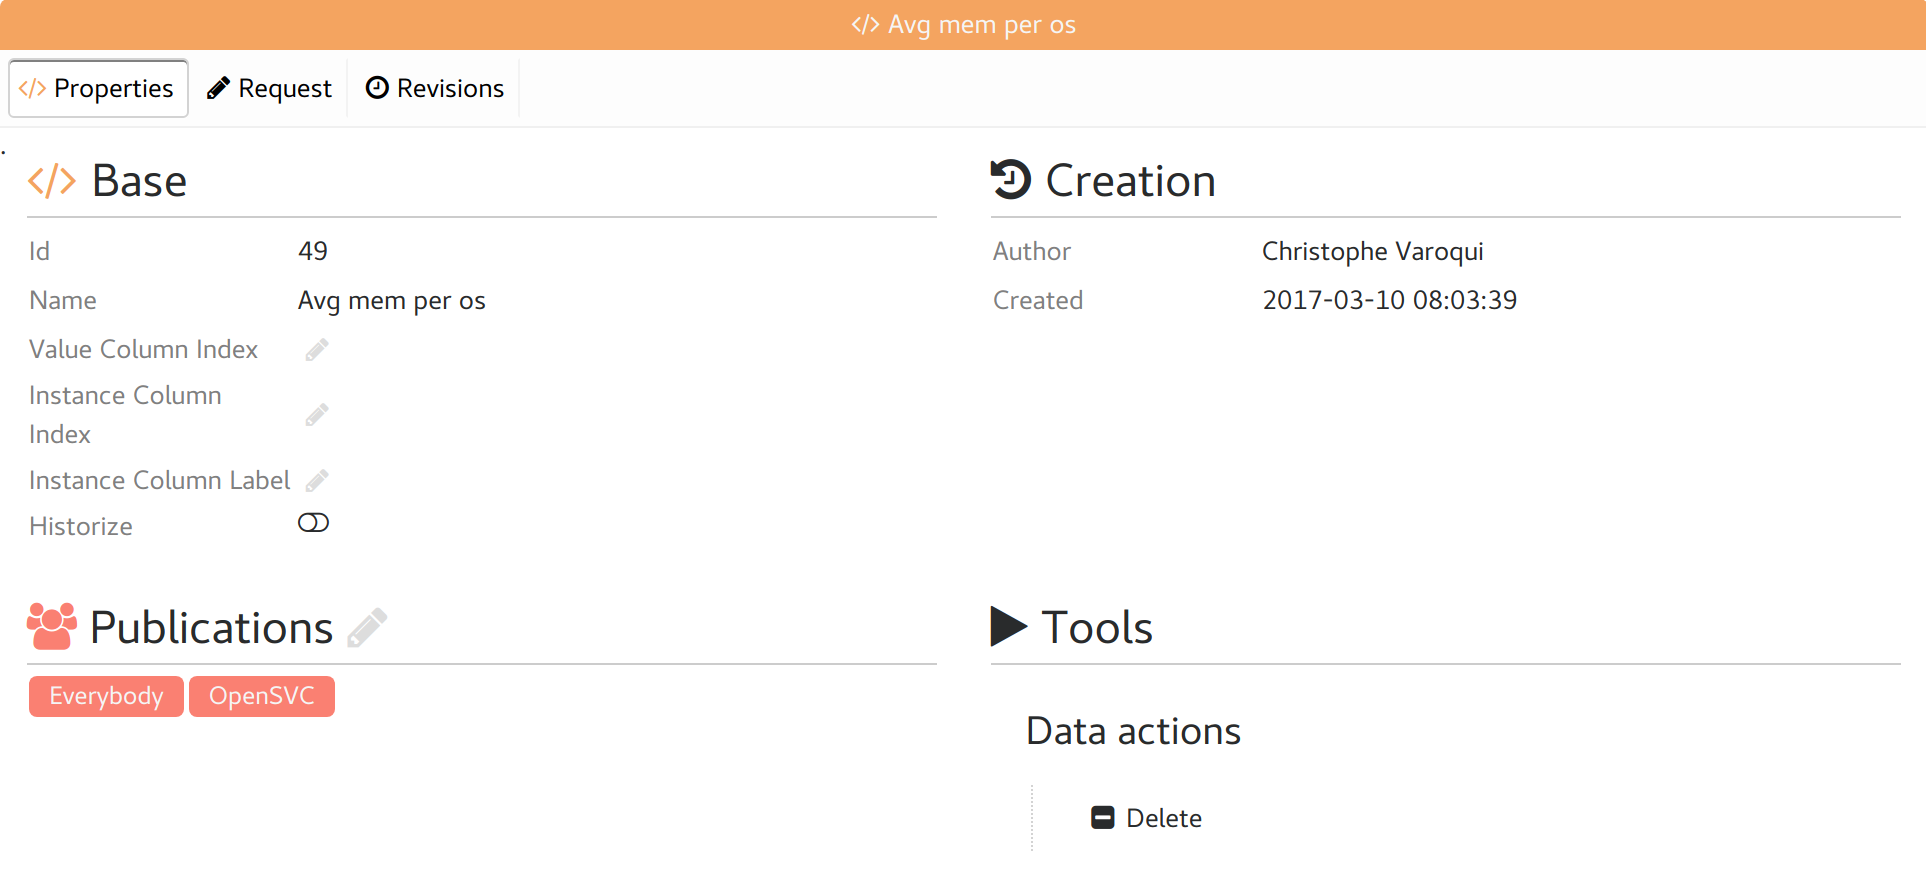 Avg mem per os
Properties Request Revisions
Base
Id 49
Name Avg mem per os
Value Column Index
Instance Column
Index
Instance Column Label
Historize
Creation
Author Christophe Varoqui
Created 2017-03-10 08:03:39
Publications
Everybody OpenSVC
Tools
Data actions
Delete